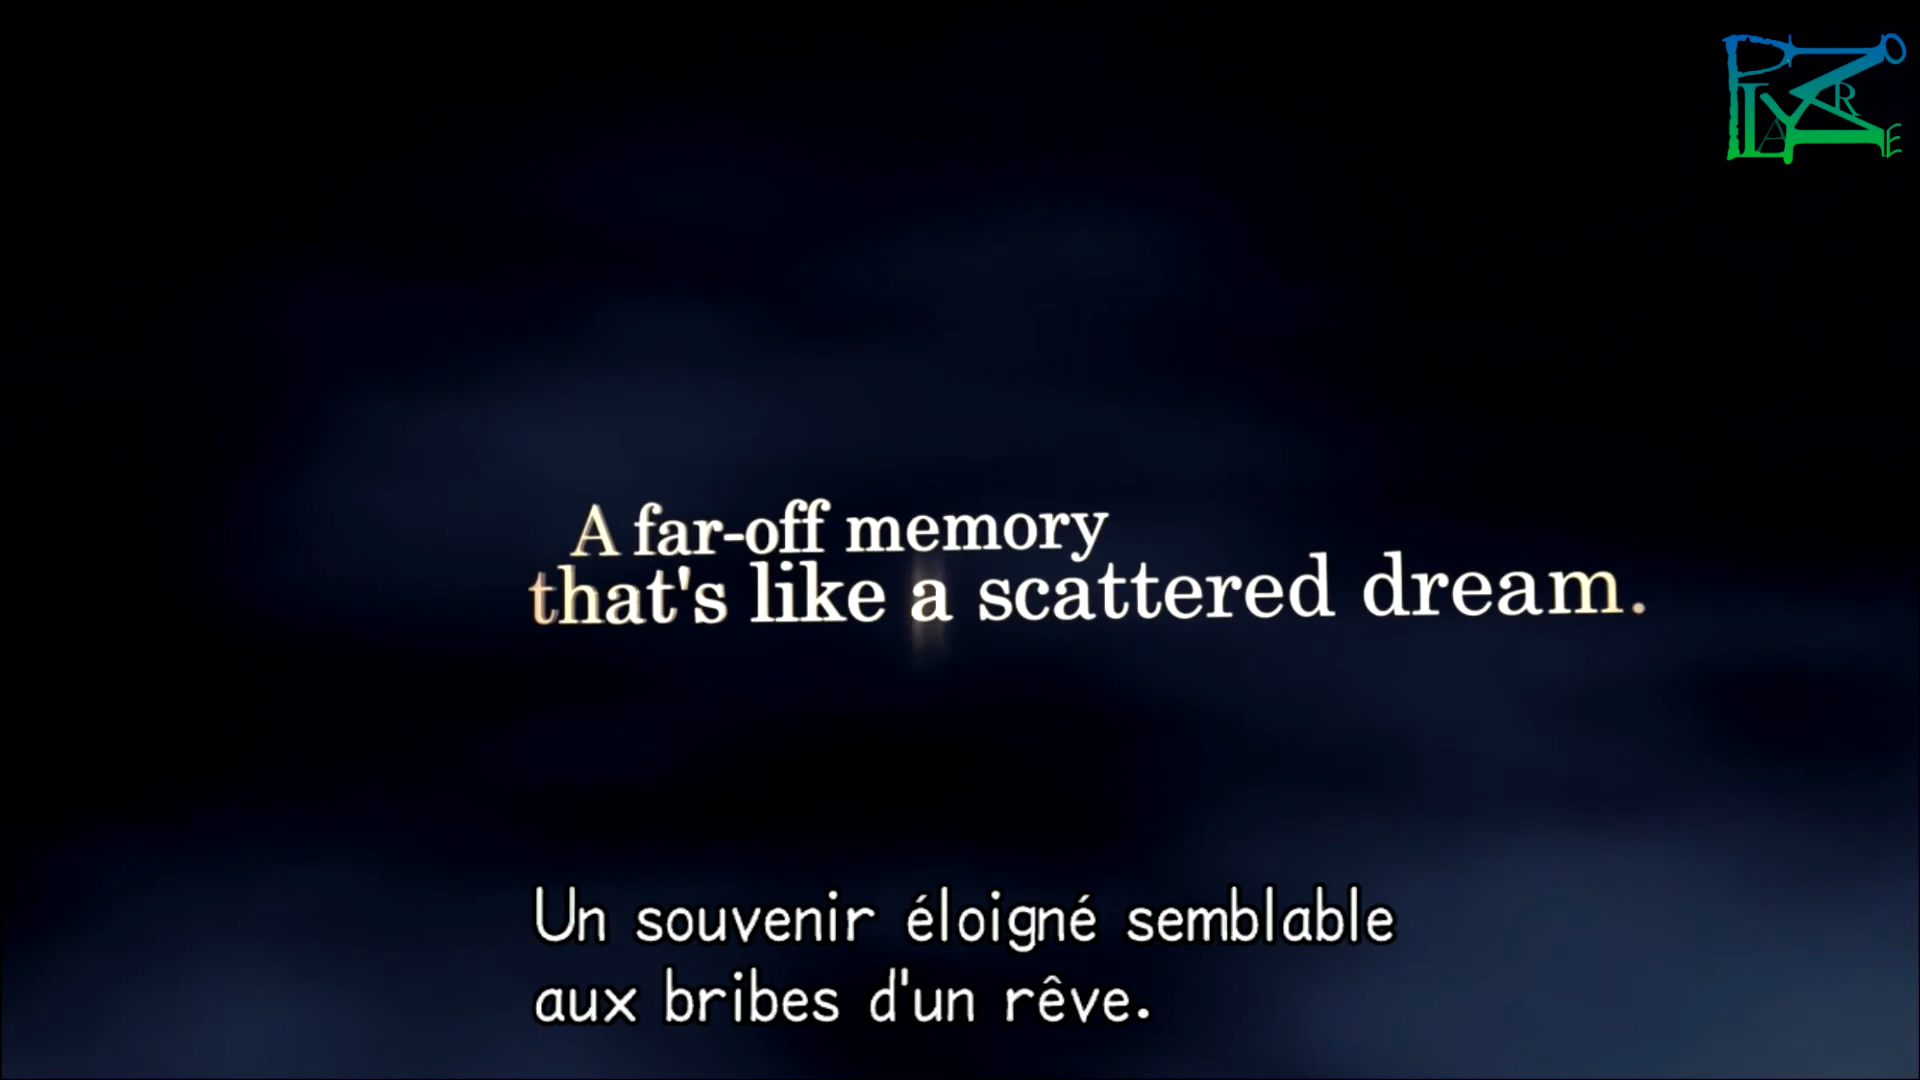 A far-off memory
that's like a scattered dream.
Un souvenir éloigné semblable
aux bribes d'un rêve.